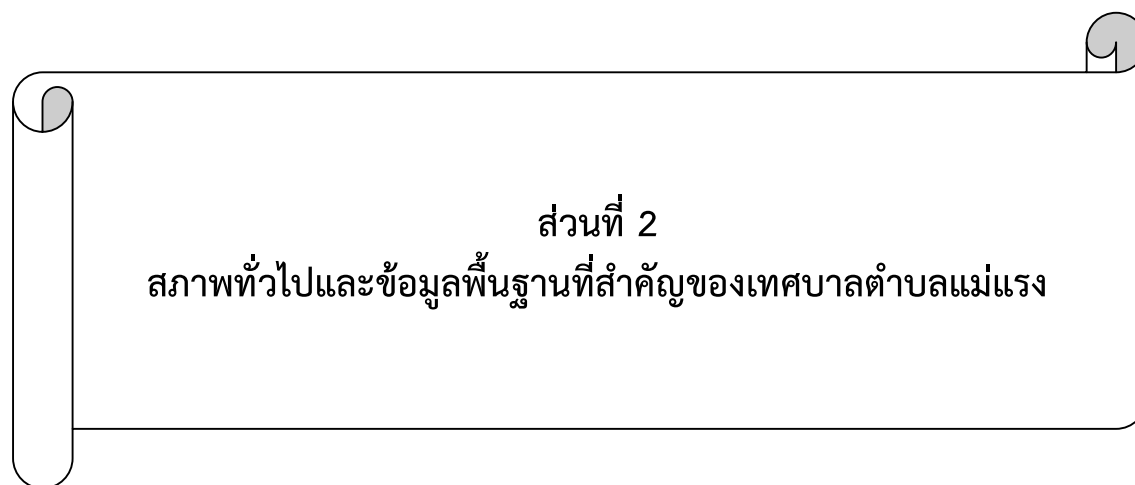 ส่วนที่ 2
สภาพทั่วไปและข้อมูลพื้นฐานที่สำคัญของเทศบาลตำบลแม่แรง